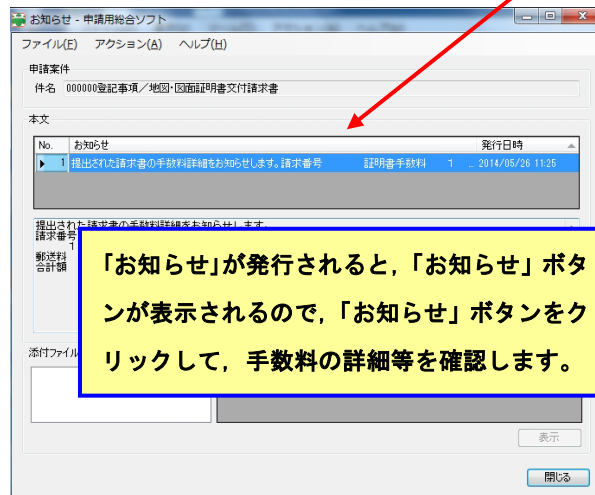 お知らせ - 申請用総合ソフト
ファイル(F) アクション(A) ヘルプ(H)
申請案件
件名 000000登記事項／地図・図面証明書交付請求書
本文
No. お知らせ 発行日時
1 提出された請求書の手数料詳細をお知らせします。請求番号 証明書手数料 1 … 2014/05/26 11:25
提出された請求書の手数料詳細をお知らせします。
請求番号
1
郵送料
合計額
「お知らせ」が発行されると，「お知らせ」ボタ
ンが表示されるので，「お知らせ」ボタンをク
リックして，手数料の詳細等を確認します。
添付ファイル
表示
閉じる